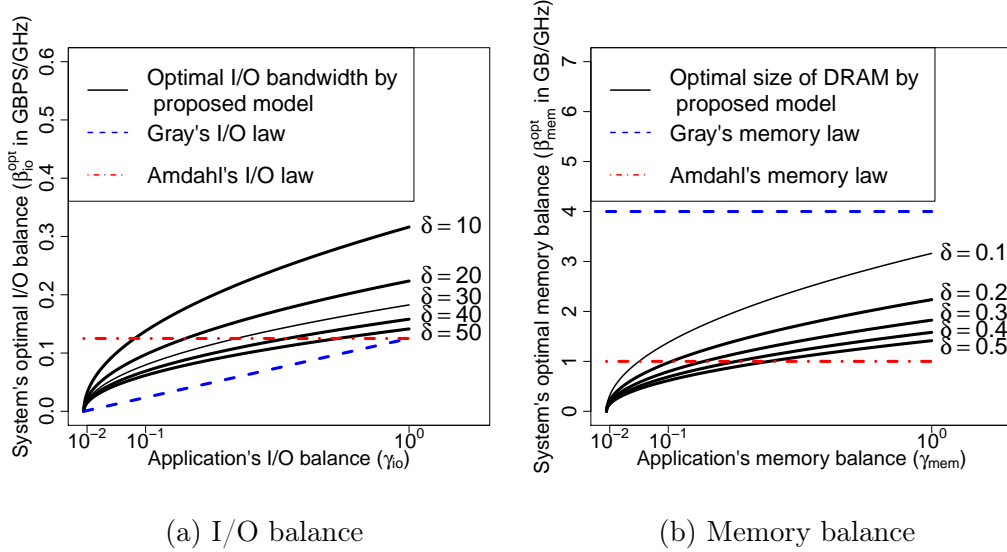 System's optimal I/O balance (β_io^opt in GBPS/GHz)
0.6
0.5
0.4
0.3
0.2
0.1
0.0
Optimal I/O bandwidth by
proposed model
Gray's I/O law
Amdahl's I/O law
δ = 10
δ = 20
δ = 30
δ = 40
δ = 50
10^−2
10^−1
10^0
Application's I/O balance (γ_io)
(a) I/O balance
System's optimal memory balance (β_mem^opt in GB/GHz)
7
6
5
4
3
2
1
0
Optimal size of DRAM by
proposed model
Gray's memory law
Amdahl's memory law
δ = 0.1
δ = 0.2
δ = 0.3
δ = 0.4
δ = 0.5
10^−2
10^−1
10^0
Application's memory balance (γ_mem)
(b) Memory balance